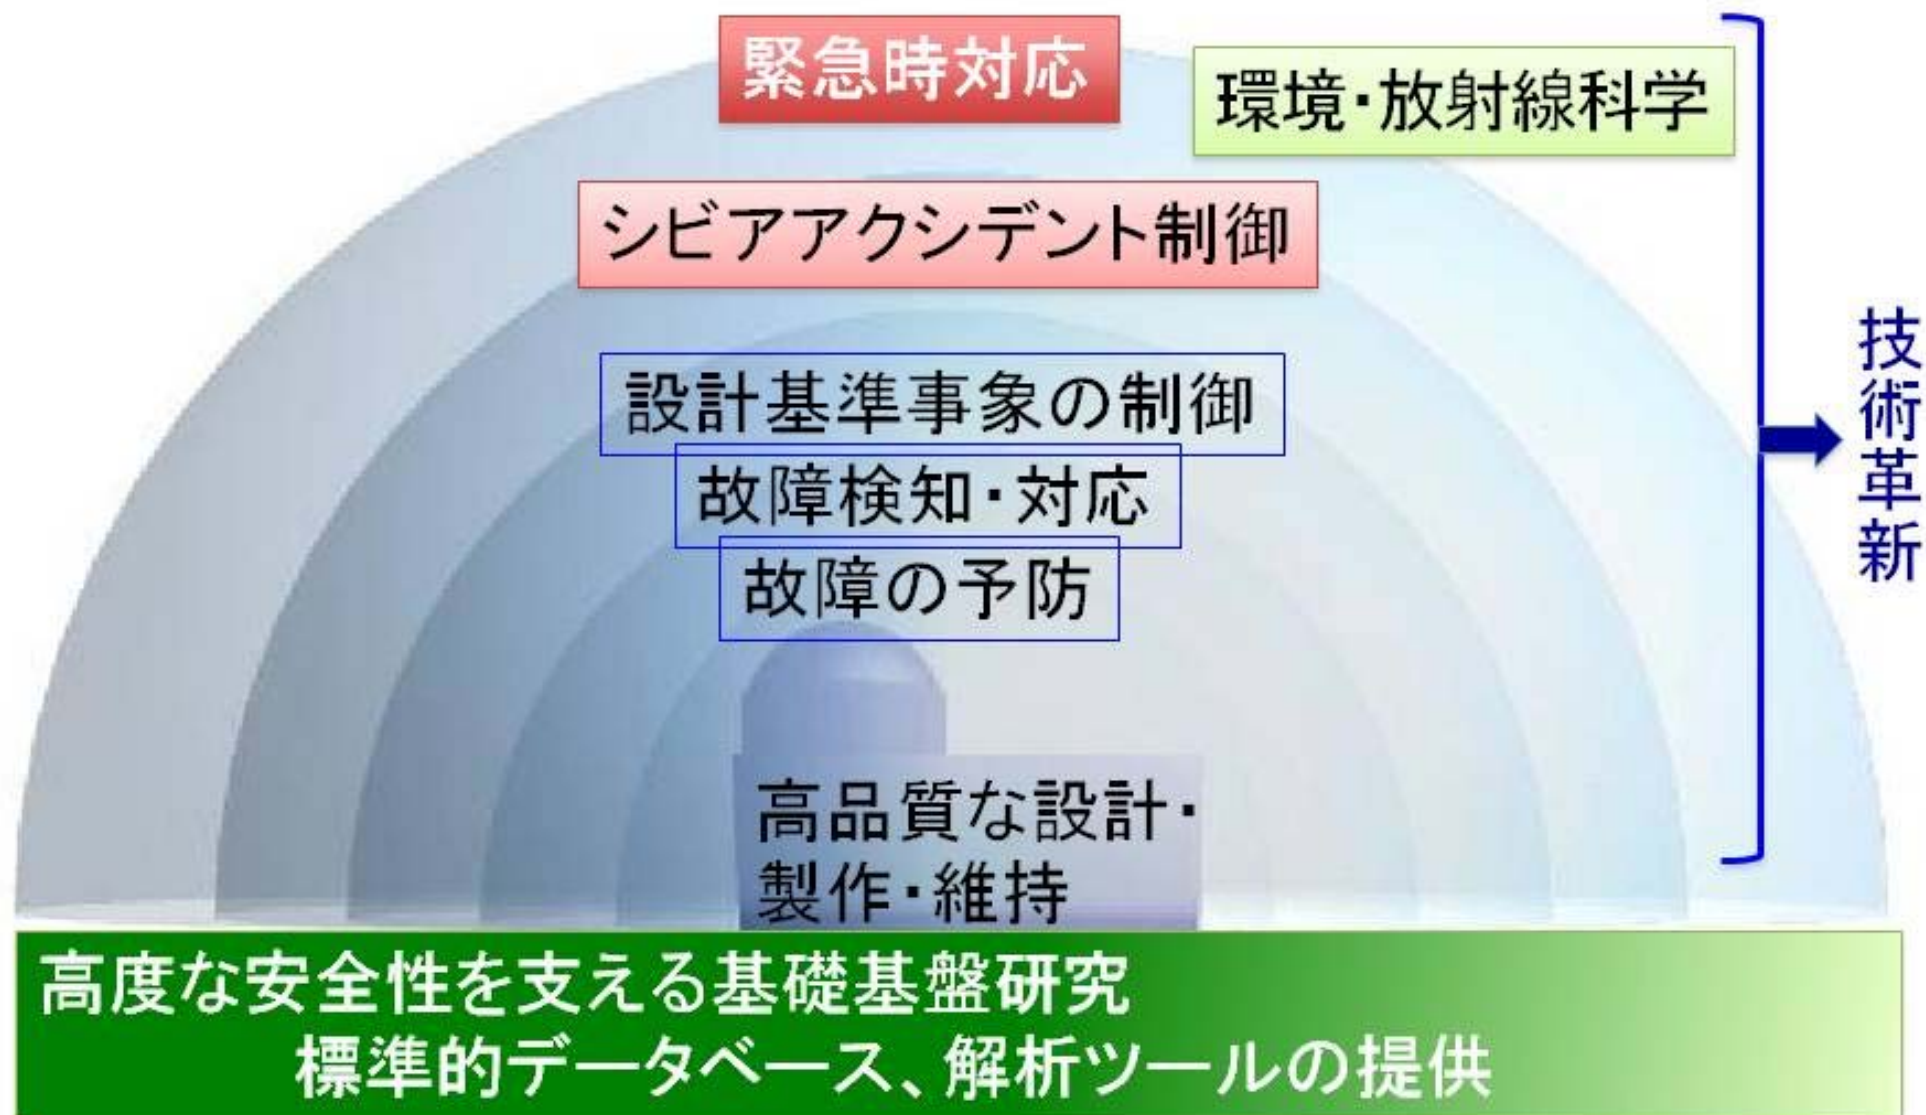 緊急時対応
環境・放射線科学
シビアアクシデント制御
設計基準事象の制御
故障検知・対応
故障の予防
技術革新
高品質な設計・
製作・維持
高度な安全性を支える基礎基盤研究
標準的データベース、解析ツールの提供